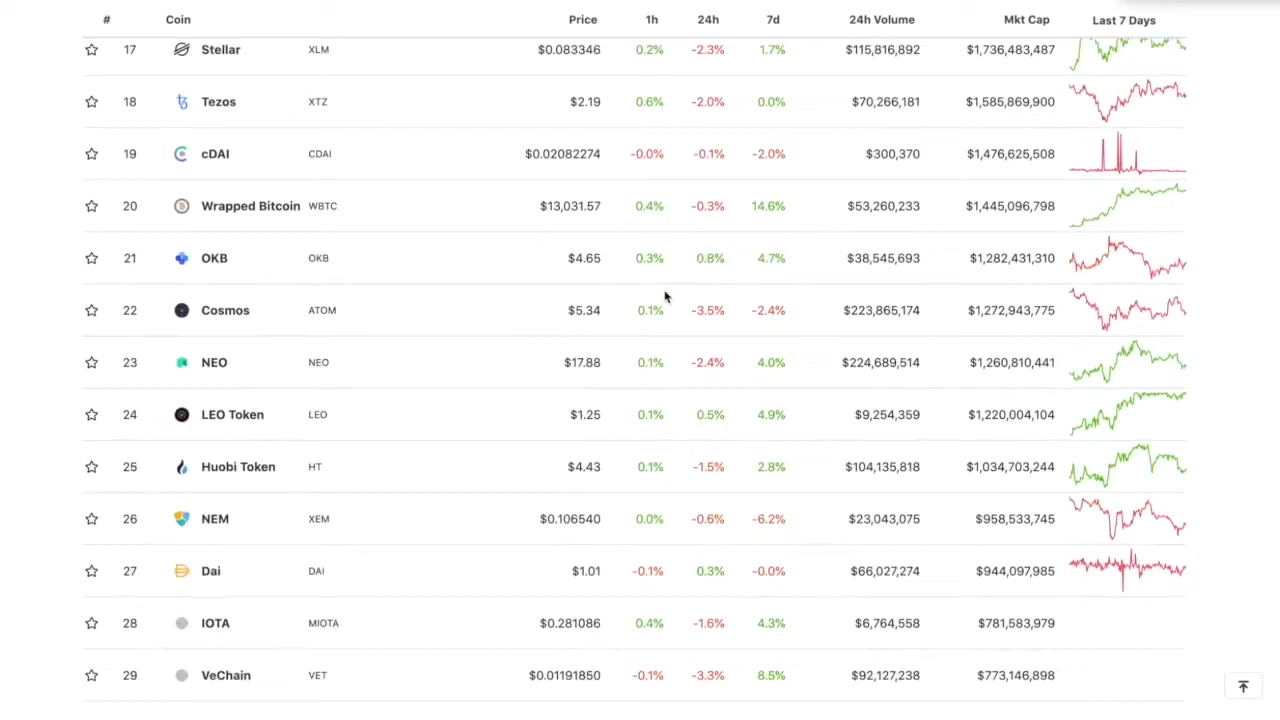 # Coin Price 1h 24h 7d 24h Volume Mkt Cap Last 7 Days
17 Stellar XLM $0.083346 0.2% -2.3% 1.7% $115,816,892 $1,736,483,487
18 Tezos XTZ $2.19 0.6% -2.0% 0.0% $70,266,181 $1,585,869,900
19 cDAI CDAI $0.02082274 -0.0% -0.1% -2.0% $300,370 $1,476,625,508
20 Wrapped Bitcoin WBTC $13,031.57 0.4% -0.3% 14.6% $53,260,233 $1,445,096,798
21 OKB OKB $4.65 0.3% 0.8% 4.7% $38,545,693 $1,282,431,310
22 Cosmos ATOM $5.34 0.1% -3.5% -2.4% $223,865,174 $1,272,943,775
23 NEO NEO $17.88 0.1% -2.4% 4.0% $224,689,514 $1,260,810,441
24 LEO Token LEO $1.25 0.1% 0.5% 4.9% $9,254,359 $1,220,004,104
25 Huobi Token HT $4.43 0.1% -1.5% 2.8% $104,135,818 $1,034,703,244
26 NEM XEM $0.106540 0.0% -0.6% -6.2% $23,043,075 $958,533,745
27 Dai DAI $1.01 -0.1% 0.3% -0.0% $66,027,274 $944,097,985
28 IOTA MIOTA $0.281086 0.4% -1.6% 4.3% $6,764,558 $781,583,979
29 VeChain VET $0.01191850 -0.1% -3.3% 8.5% $92,127,238 $773,146,898